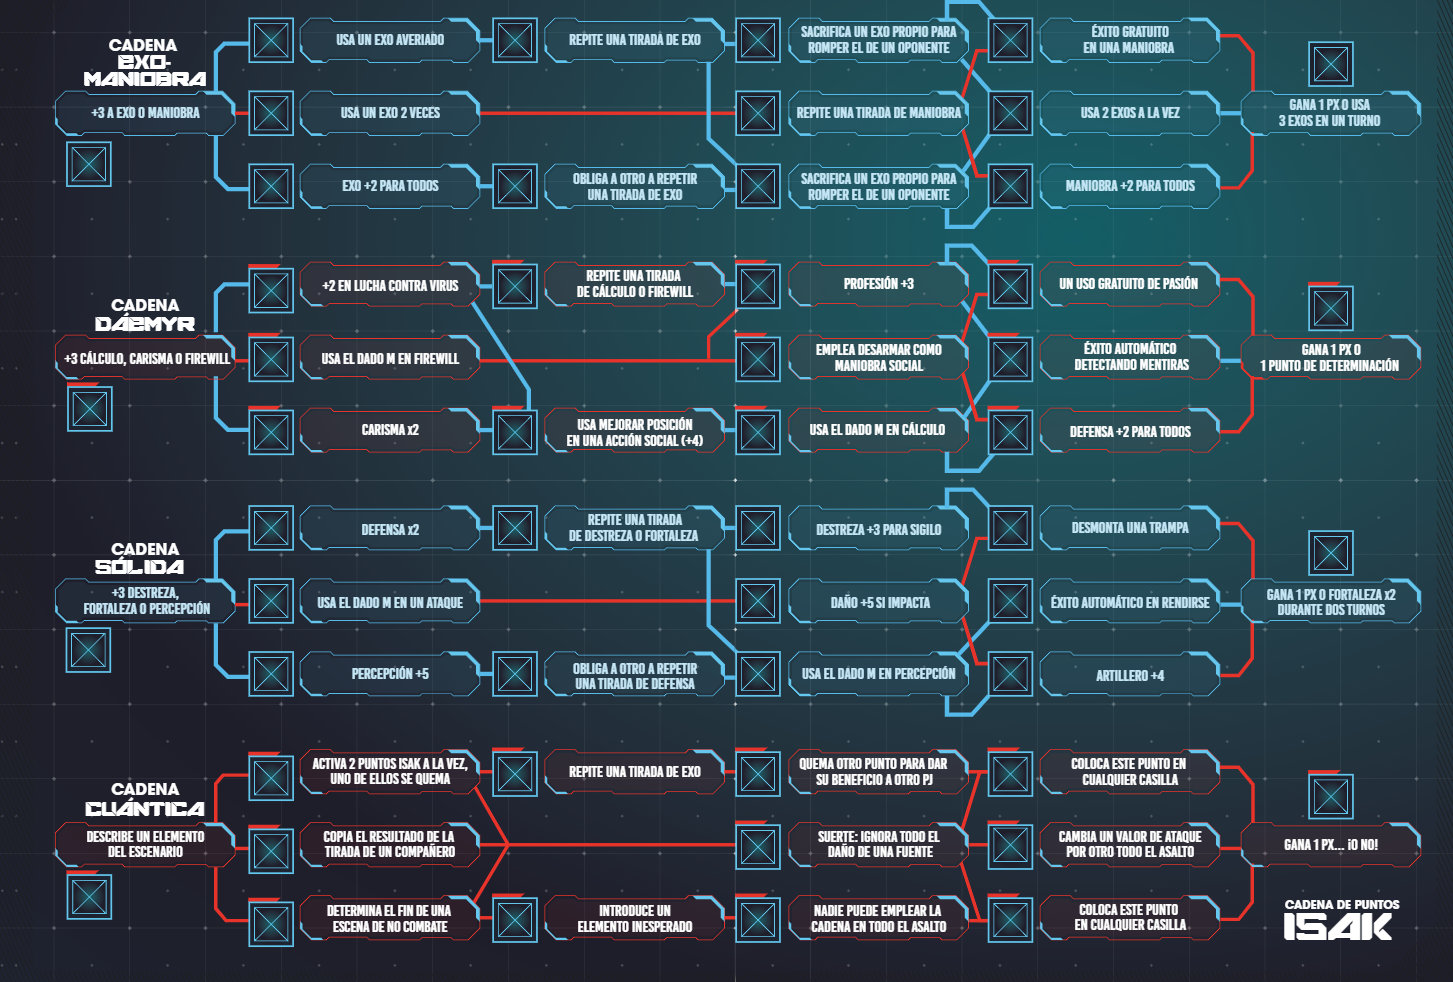 CADENA
EXO-
MANIOBRA
+3 A EXO O MANIOBRA
USA UN EXO AVERIADO
REPITE UNA TIRADA DE EXO
SACRIFICA UN EXO PROPIO PARA
ROMPER EL DE UN OPONENTE
ÉXITO GRATUITO
EN UNA MANIOBRA
USA UN EXO 2 VECES
REPITE UNA TIRADA DE MANIOBRA
USA 2 EXOS A LA VEZ
GANA 1 PX O USA
3 EXOS EN UN TURNO
EXO +2 PARA TODOS
OBLIGA A OTRO A REPETIR
UNA TIRADA DE EXO
SACRIFICA UN EXO PROPIO PARA
ROMPER EL DE UN OPONENTE
MANIOBRA +2 PARA TODOS
CADENA
DÁEMYR
+3 CÁLCULO, CARISMA O FIREWILL
+2 EN LUCHA CONTRA VIRUS
REPITE UNA TIRADA
DE CÁLCULO O FIREWILL
PROFESIÓN +3
UN USO GRATUITO DE PASIÓN
USA EL DADO M EN FIREWILL
EMPLEA DESARMAR COMO
MANIOBRA SOCIAL
ÉXITO AUTOMÁTICO
DETECTANDO MENTIRAS
GANA 1 PX O
1 PUNTO DE DETERMINACIÓN
CARISMA x2
USA MEJORAR POSICIÓN
EN UNA ACCIÓN SOCIAL (+4)
USA EL DADO M EN CÁLCULO
DEFENSA +2 PARA TODOS
CADENA
SÓLIDA
+3 DESTREZA,
FORTALEZA O PERCEPCIÓN
DEFENSA x2
REPITE UNA TIRADA
DE DESTREZA O FORTALEZA
DESTREZA +3 PARA SIGILO
DESMONTA UNA TRAMPA
USA EL DADO M EN UN ATAQUE
DAÑO +5 SI IMPACTA
ÉXITO AUTOMÁTICO EN RENDIRSE
GANA 1 PX O FORTALEZA x2
DURANTE DOS TURNOS
PERCEPCIÓN +5
OBLIGA A OTRO A REPETIR
UNA TIRADA DE DEFENSA
USA EL DADO M EN PERCEPCIÓN
ARTILLERO +4
CADENA
CUÁNTICA
DESCRIBE UN ELEMENTO
DEL ESCENARIO
ACTIVA 2 PUNTOS ISAK A LA VEZ,
UNO DE ELLOS SE QUEMA
REPITE UNA TIRADA DE EXO
QUEMA OTRO PUNTO PARA DAR
SU BENEFICIO A OTRO PJ
COLOCA ESTE PUNTO EN
CUALQUIER CASILLA
COPIA EL RESULTADO DE LA
TIRADA DE UN COMPAÑERO
SUERTE: IGNORA TODO EL
DAÑO DE UNA FUENTE
CAMBIA UN VALOR DE ATAQUE
POR OTRO TODO EL ASALTO
GANA 1 PX... ¡O NO!
DETERMINA EL FIN DE UNA
ESCENA DE NO COMBATE
INTRODUCE UN
ELEMENTO INESPERADO
NADIE PUEDE EMPLEAR LA
CADENA EN TODO EL ASALTO
COLOCA ESTE PUNTO
EN CUALQUIER CASILLA
CADENA DE PUNTOS
ISAK